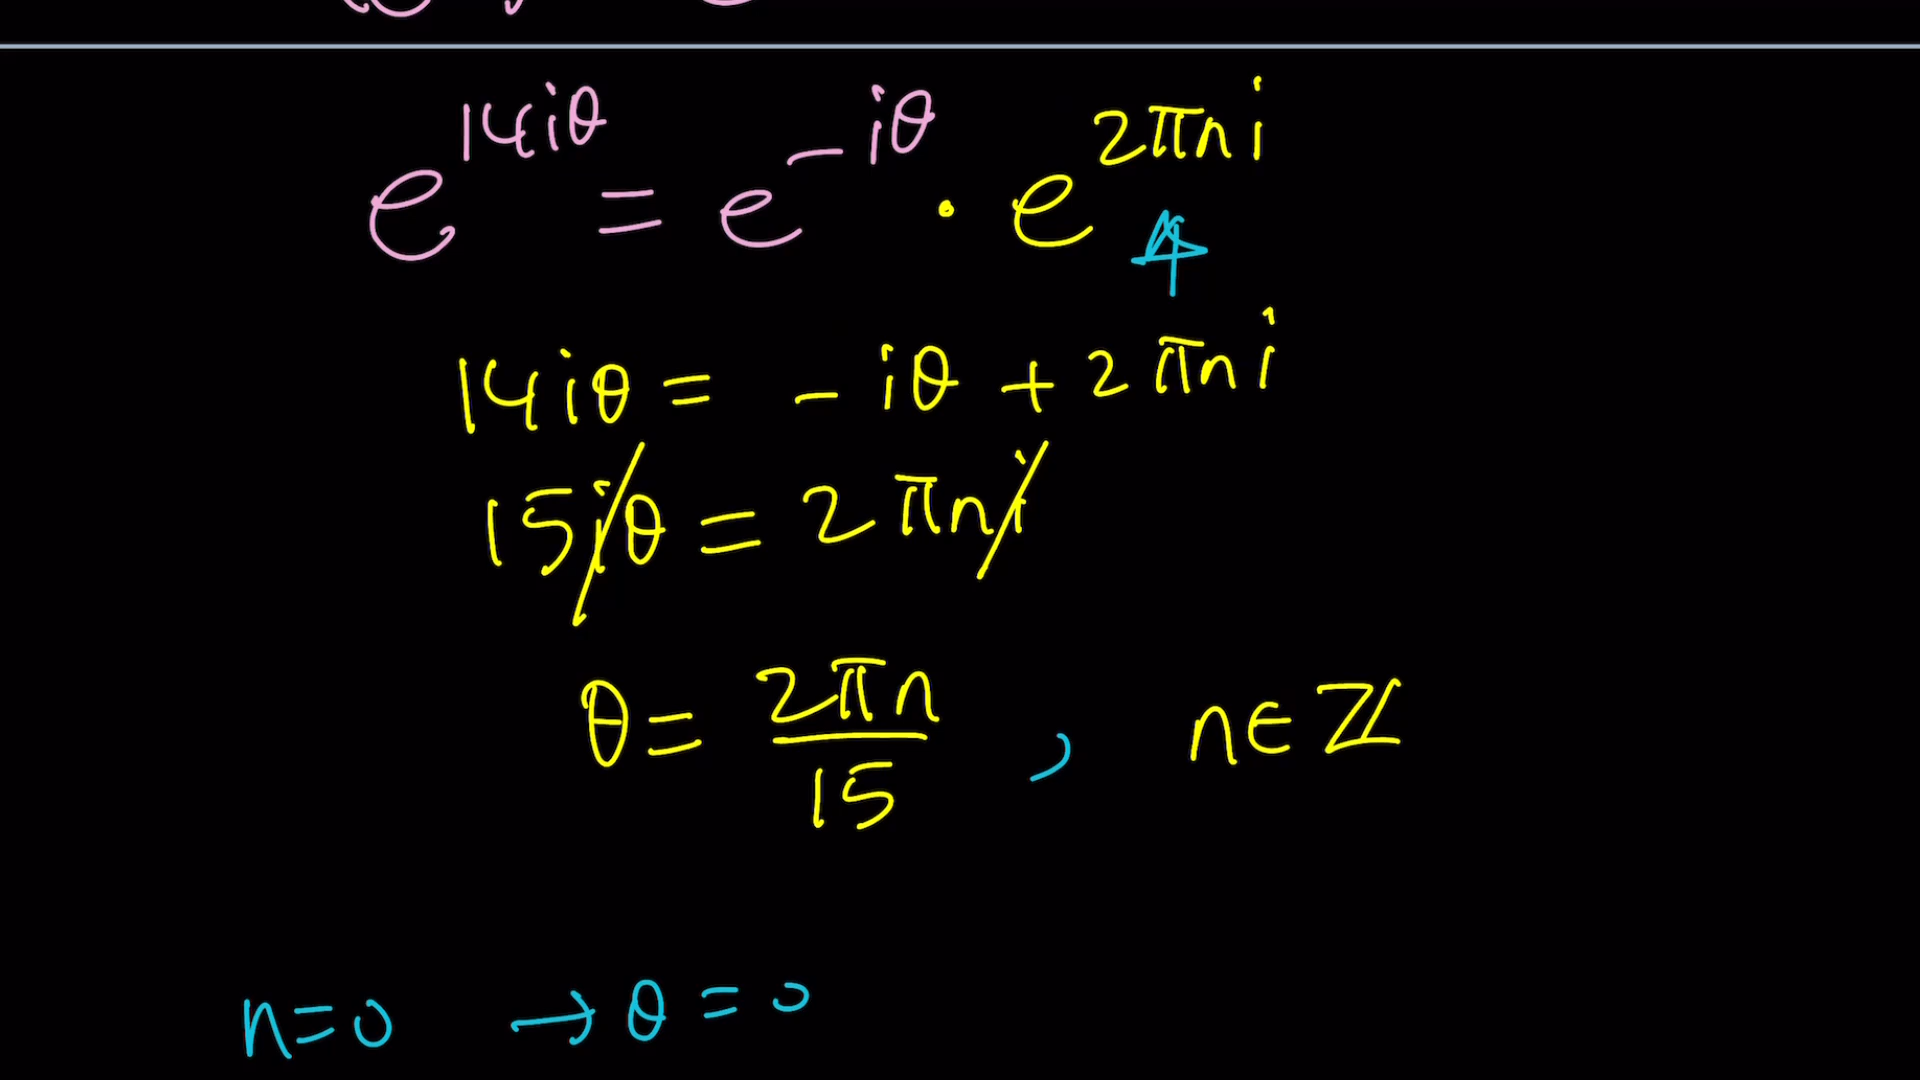 e^{14iθ} = e^{-iθ} · e^{2πni}
14iθ = -iθ + 2πni
15iθ = 2πni
θ = 2πn/15 , n∈ℤ
n=0 → θ = 0